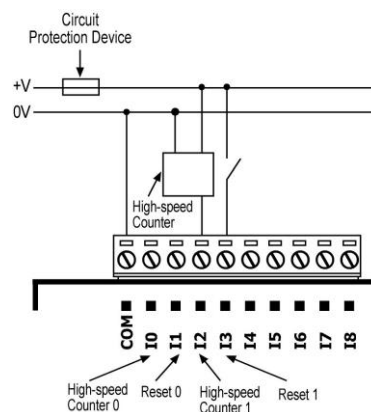 Circuit
Protection Device
+V
0V
High-speed
Counter
COM I0 I1 I2 I3 I4 I5 I6 I7 I8
High-speed
Counter 0
Reset 0
High-speed
Counter 1
Reset 1